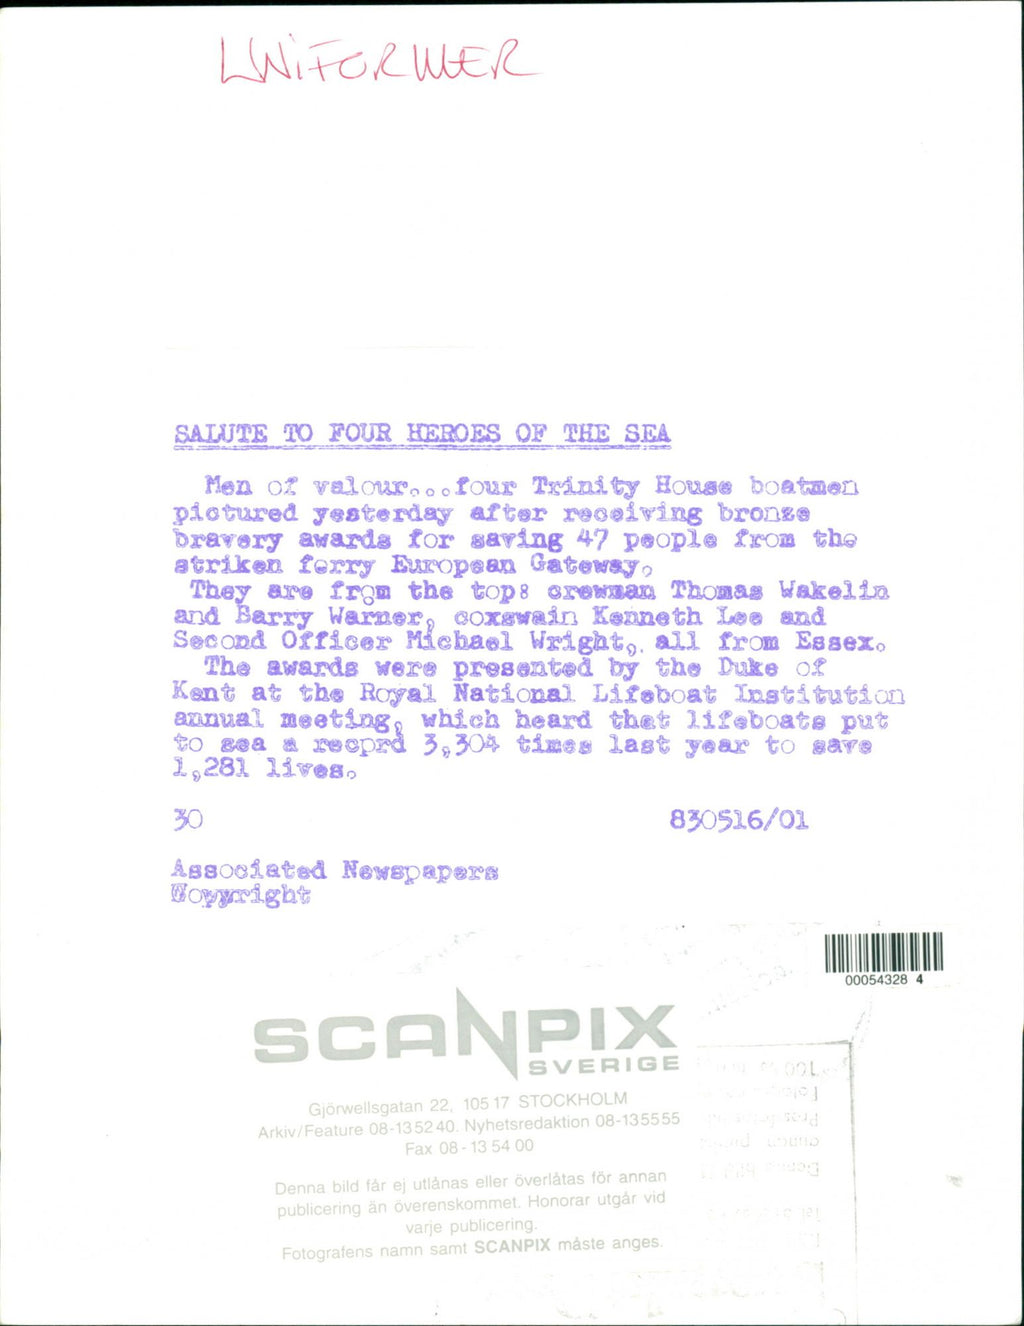 UNiFORMER
SALUTE TO FOUR HEROES OF THE SEA
Men of valour...four Trinity House boatmen
pictured yesterday after receiving bronze
bravery awards for saving 47 people from the
striken ferry European Gateway.
They are from the top: crewman Thomas Wakelin
and Barry Warner, coxswain Kenneth Lee and
Second Officer Michael Wright, all from Essex.
The awards were presented by the Duke of
Kent at the Royal National Lifeboat Institution
annual meeting, which heard that lifeboats put
to sea a recprd 3,304 times last year to save
1,281 lives.
30 830516/01
Associated Newspapers
Wopyright
00054328 4
SCANPIX
SVERIGE
Gjörwellsgatan 22, 105 17 STOCKHOLM
Arkiv/Feature 08-13 52 40. Nyhetsredaktion 08-13 55 55
Fax 08-13 54 00
Denna bild får ej utlånas eller överlåtas för annan
publicering än överenskommet. Honorar utgår vid
varje publicering.
Fotografens namn samt SCANPIX måste anges.